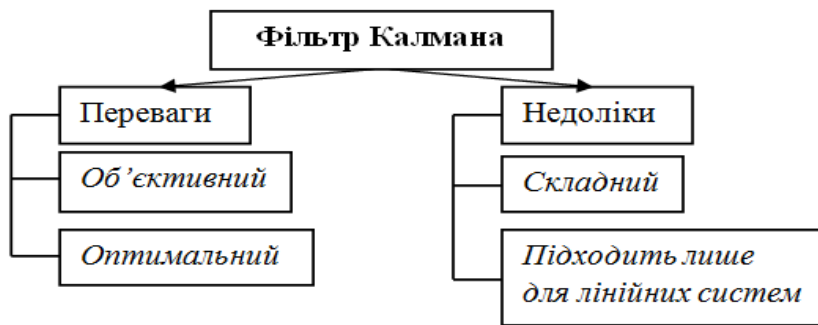 Фільтр Калмана
Переваги
Об’єктивний
Оптимальний
Недоліки
Складний
Підходить лише
для лінійних систем